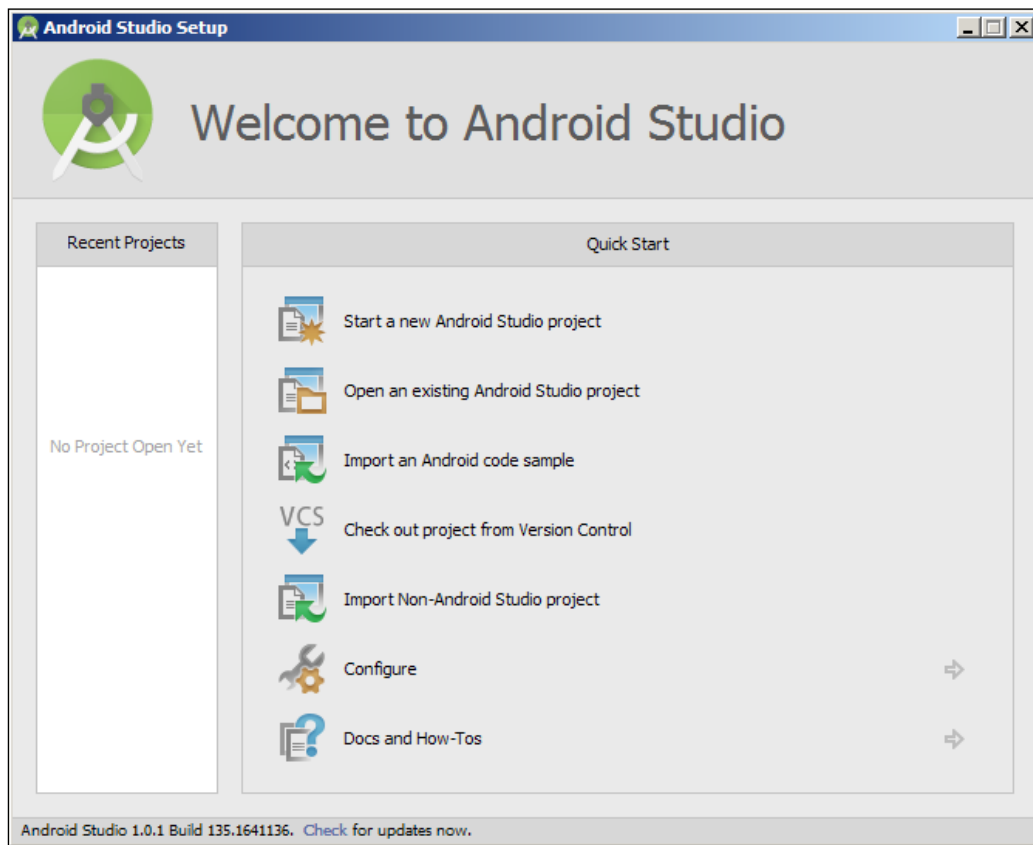 Android Studio Setup
Welcome to Android Studio
Recent Projects
No Project Open Yet
Quick Start
Start a new Android Studio project
Open an existing Android Studio project
Import an Android code sample
VCS
Check out project from Version Control
Import Non-Android Studio project
Configure
Docs and How-Tos
Android Studio 1.0.1 Build 135.1641136. Check for updates now.